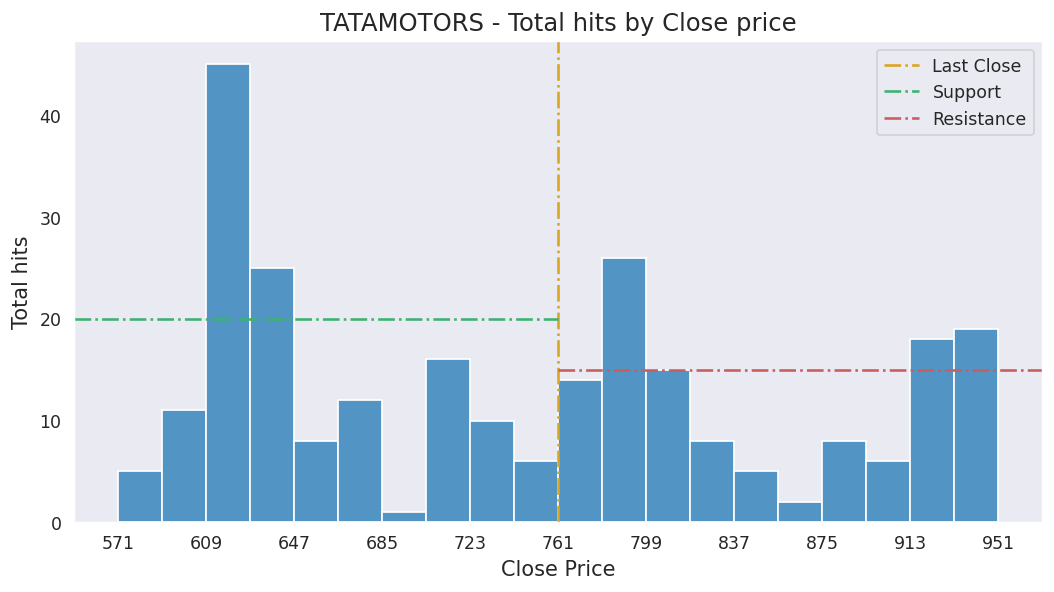 TATAMOTORS - Total hits by Close price
Last Close
Support
Resistance
Total hits
40
30
20
10
0
571 609 647 685 723 761 799 837 875 913 951
Close Price